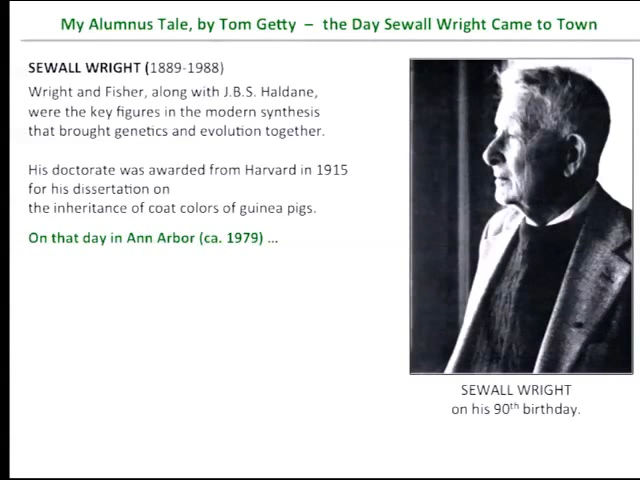 My Alumnus Tale, by Tom Getty – the Day Sewall Wright Came to Town
SEWALL WRIGHT (1889-1988)
Wright and Fisher, along with J.B.S. Haldane,
were the key figures in the modern synthesis
that brought genetics and evolution together.
His doctorate was awarded from Harvard in 1915
for his dissertation on
the inheritance of coat colors of guinea pigs.
On that day in Ann Arbor (ca. 1979) ...
SEWALL WRIGHT
on his 90th birthday.